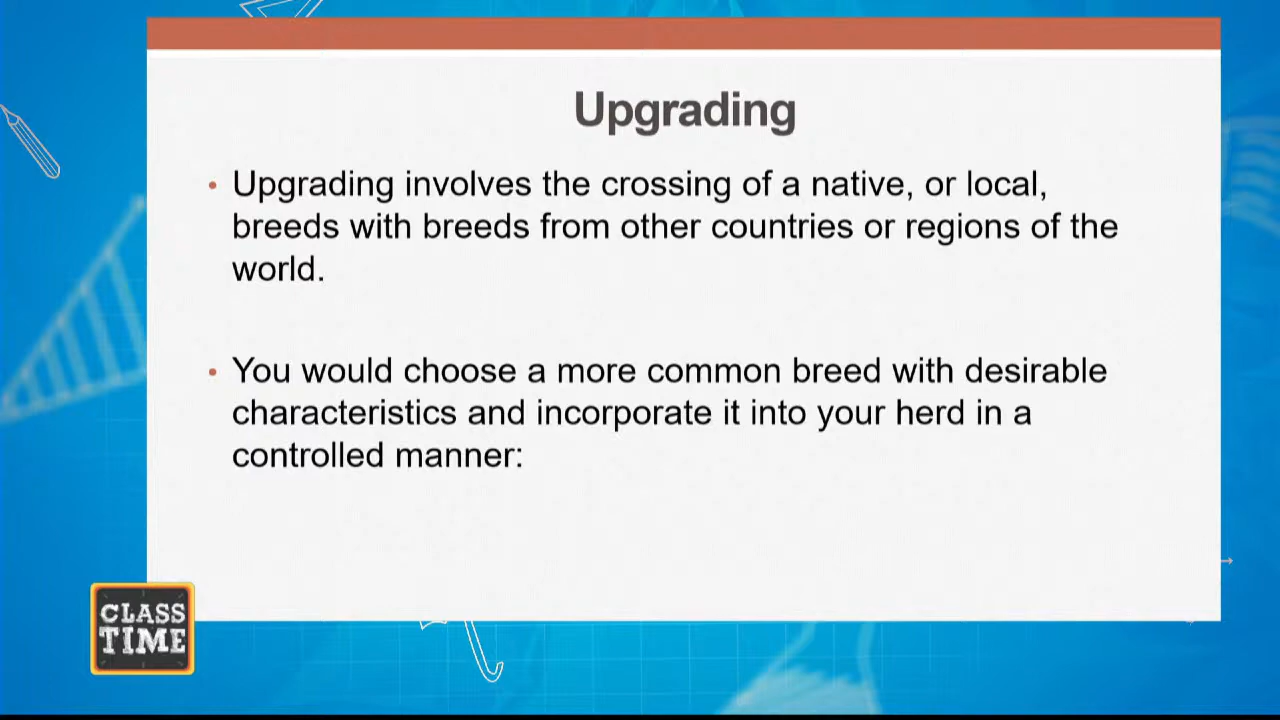 Upgrading
• Upgrading involves the crossing of a native, or local,
breeds with breeds from other countries or regions of the
world.
• You would choose a more common breed with desirable
characteristics and incorporate it into your herd in a
controlled manner:
CLASS
TIME